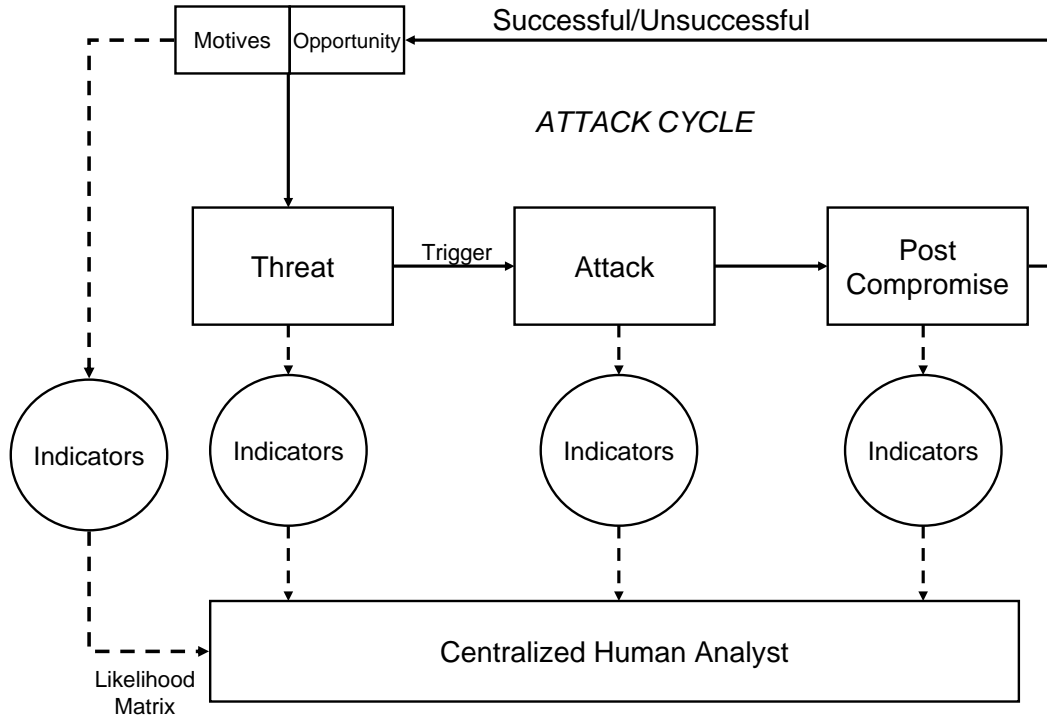 Successful/Unsuccessful
Motives
Opportunity
ATTACK CYCLE
Threat
Trigger
Attack
Post
Compromise
Indicators
Indicators
Indicators
Indicators
Centralized Human Analyst
Likelihood
Matrix